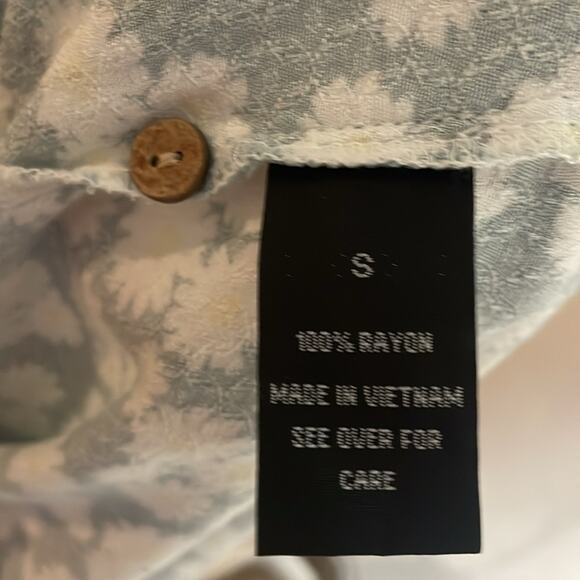 S
100% RAYON
MADE IN VIETNAM
SEE OVER FOR
CARE